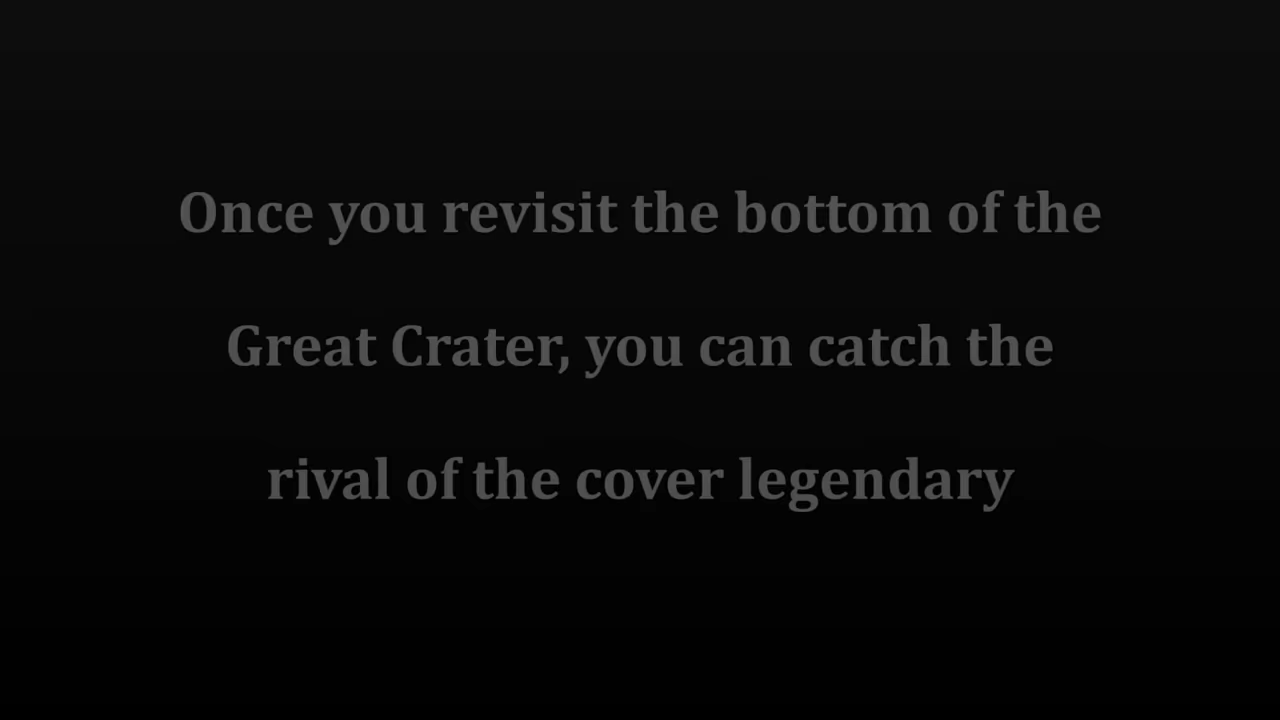 Once you revisit the bottom of the
Great Crater, you can catch the
rival of the cover legendary